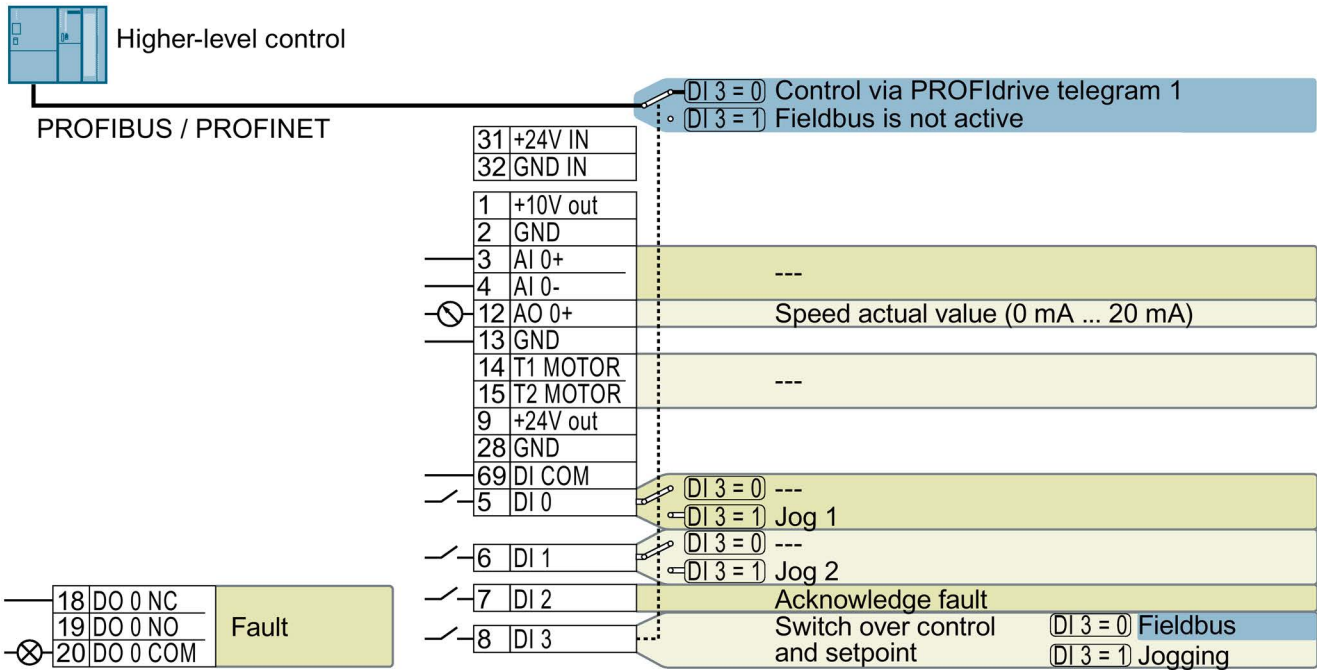 Higher-level control
PROFIBUS / PROFINET
DI 3 = 0 Control via PROFIdrive telegram 1
DI 3 = 1 Fieldbus is not active
31 +24V IN
32 GND IN
1 +10V out
2 GND
3 AI 0+
4 AI 0-
---
12 AO 0+ Speed actual value (0 mA ... 20 mA)
13 GND
14 T1 MOTOR
15 T2 MOTOR
---
9 +24V out
28 GND
69 DI COM
5 DI 0
DI 3 = 0 ---
DI 3 = 1 Jog 1
6 DI 1
DI 3 = 0 ---
DI 3 = 1 Jog 2
7 DI 2 Acknowledge fault
8 DI 3
Switch over control
and setpoint
DI 3 = 0 Fieldbus
DI 3 = 1 Jogging
18 DO 0 NC
19 DO 0 NO
20 DO 0 COM
Fault